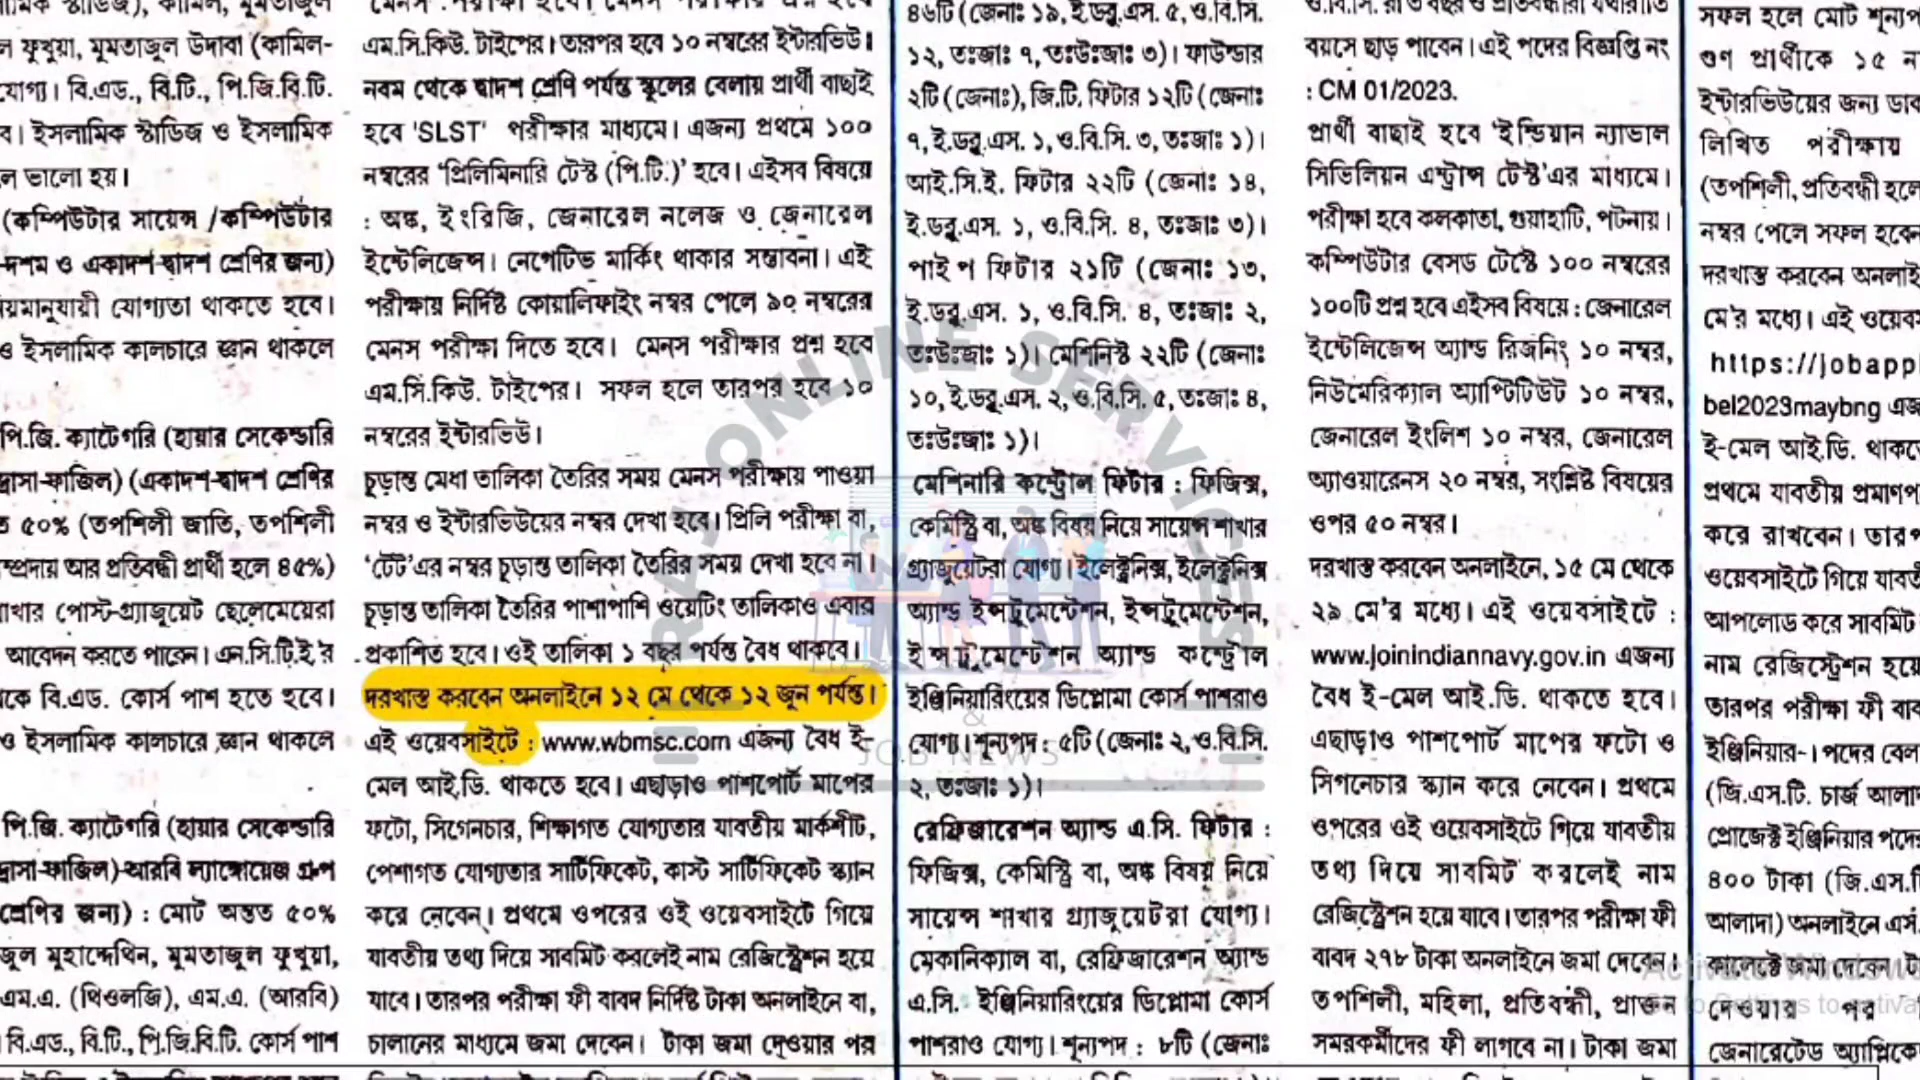 ল ফুখুয়া, মুমতাজুল উদাবা (কামিল-
যোগ্য। বি.এড., বি.টি., পি.জি.বি.টি.
ব। ইসলামিক স্টাডিজ ও ইসলামিক
ল ভালো হয়।
(কম্পিউটার সায়েন্স /কম্পিউটার
দশম ও একাদশ-দ্বাদশ শ্রেণির জন্য)
য়মানুযায়ী যোগ্যতা থাকতে হবে।
ও ইসলামিক কালচারে জ্ঞান থাকলে
পি.জি. ক্যাটেগরি (হায়ার সেকেন্ডারি
দ্রাসা-ফাজিল) (একাদশ-দ্বাদশ শ্রেণির
ত ৫০% (তপশিলী জাতি, তপশিলী
ম্প্রদায় আর প্রতিবন্ধী প্রার্থী হলে ৪৫%)
াখার পোস্ট-গ্র্যাজুয়েট ছেলেমেয়েরা
আবেদন করতে পারেন। এন.সি.টি.ই'র
কে বি.এড. কোর্স পাশ হতে হবে।
ও ইসলামিক কালচারে জ্ঞান থাকলে
পি.জি. ক্যাটেগরি (হায়ার সেকেন্ডারি
দ্রাসা-ফাজিল)-আরবি ল্যাঙ্গোয়েজ গ্রুপ
শ্রেণির জন্য) : মোট অন্তত ৫০%
জুল মুহাদ্দেথিন, মুমতাজুল ফুখুয়া,
এম.এ. (থিওলজি), এম.এ. (আরবি)
বি.এড., বি.টি., পি.জি.বি.টি. কোর্স পাশ
এম.সি.কিউ. টাইপের। তারপর হবে ১০ নম্বরের ইন্টারভিউ।
নবম থেকে দ্বাদশ শ্রেণি পর্যন্ত স্কুলের বেলায় প্রার্থী বাছাই
হবে 'SLST' পরীক্ষার মাধ্যমে। এজন্য প্রথমে ১০০
নম্বরের 'প্রিলিমিনারি টেস্ট (পি.টি.)' হবে। এইসব বিষয়ে
: অঙ্ক, ইংরিজি, জেনারেল নলেজ ও জেনারেল
ইন্টেলিজেন্স। নেগেটিভ মার্কিং থাকার সম্ভাবনা। এই
পরীক্ষায় নির্দিষ্ট কোয়ালিফাইং নম্বর পেলে ৯০ নম্বরের
মেনস পরীক্ষা দিতে হবে। মেনস পরীক্ষার প্রশ্ন হবে
এম.সি.কিউ. টাইপের। সফল হলে তারপর হবে ১০
নম্বরের ইন্টারভিউ।
চূড়ান্ত মেধা তালিকা তৈরির সময় মেনস পরীক্ষায় পাওয়া
নম্বর ও ইন্টারভিউয়ের নম্বর দেখা হবে। প্রিলি পরীক্ষা বা,
'টেট'এর নম্বর চূড়ান্ত তালিকা তৈরির সময় দেখা হবে না।
চূড়ান্ত তালিকা তৈরির পাশাপাশি ওয়েটিং তালিকাও এবার
প্রকাশিত হবে। ওই তালিকা ১ বছর পর্যন্ত বৈধ থাকবে।
দরখাস্ত করবেন অনলাইনে ১২ মে থেকে ১২ জুন পর্যন্ত।
এই ওয়েবসাইটে : www.wbmsc.com এজন্য বৈধ ই-
মেল আই.ডি. থাকতে হবে। এছাড়াও পাশপোর্ট মাপের
ফটো, সিগেনচার, শিক্ষাগত যোগ্যতার যাবতীয় মার্কশীট,
পেশাগত যোগ্যতার সার্টিফিকেট, কাস্ট সার্টিফিকেট স্ক্যান
করে নেবেন। প্রথমে ওপরের ওই ওয়েবসাইটে গিয়ে
যাবতীয় তথ্য দিয়ে সাবমিট করলেই নাম রেজিস্ট্রেশন হয়ে
যাবে। তারপর পরীক্ষা ফী বাবদ নির্দিষ্ট টাকা অনলাইনে বা,
চালানের মাধ্যমে জমা দেবেন। টাকা জমা দেওয়ার পর
৪৬টি (জেনাঃ ১৯, ই.ডব্লু.এস. ৫, ও.বি.সি.
১২, তঃজাঃ ৭, তঃউঃজাঃ ৩)। ফাউন্ডার
২টি (জেনাঃ), জি.টি. ফিটার ১২টি (জেনাঃ
৭, ই.ডব্লু.এস. ১, ও.বি.সি. ৩, তঃজাঃ ১)।
আই.সি.ই. ফিটার ২২টি (জেনাঃ ১৪,
ই.ডব্লু.এস. ১, ও.বি.সি. ৪, তঃজাঃ ৩)।
পাইপ ফিটার ২১টি (জেনাঃ ১৩,
ই.ডব্লু.এস. ১, ও.বি.সি. ৪, তঃজাঃ ২,
তঃউঃজাঃ ১)। মেশিনিস্ট ২২টি (জেনাঃ
১০, ই.ডব্লু.এস. ২, ও.বি.সি. ৫, তঃজাঃ ৪,
তঃউঃজাঃ ১)।
মেশিনারি কন্ট্রোল ফিটার : ফিজিক্স,
কেমিস্ট্রি বা, অঙ্ক বিষয় নিয়ে সায়েন্স শাখার
গ্র্যাজুয়েটরা যোগ্য। ইলেক্ট্রনিক্স, ইলেক্ট্রনিক্স
অ্যান্ড ইন্সট্রুমেন্টেশন, ইন্সট্রুমেন্টেশন,
ইন্সট্রুমেন্টেশন অ্যান্ড কন্ট্রোল
ইঞ্জিনিয়ারিংয়ের ডিপ্লোমা কোর্স পাশরাও
যোগ্য। শূন্যপদ : ৫টি (জেনাঃ ২, ও.বি.সি.
২, তঃজাঃ ১)।
রেফ্রিজারেশন অ্যান্ড এ.সি. ফিটার :
ফিজিক্স, কেমিস্ট্রি বা, অঙ্ক বিষয় নিয়ে
সায়েন্স শাখার গ্র্যাজুয়েটরা যোগ্য।
মেকানিক্যাল বা, রেফ্রিজারেশন অ্যান্ড
এ.সি. ইঞ্জিনিয়ারিংয়ের ডিপ্লোমা কোর্স
পাশরাও যোগ্য। শূন্যপদ : ৮টি (জেনাঃ
বয়সে ছাড় পাবেন। এই পদের বিজ্ঞপ্তি নং
: CM 01/2023.
প্রার্থী বাছাই হবে 'ইন্ডিয়ান ন্যাভাল
সিভিলিয়ন এন্ট্রান্স টেস্ট'এর মাধ্যমে।
পরীক্ষা হবে কলকাতা, গুয়াহাটি, পটনায়।
কম্পিউটার বেসড টেস্টে ১০০ নম্বরের
১০০টি প্রশ্ন হবে এইসব বিষয়ে : জেনারেল
ইন্টেলিজেন্স অ্যান্ড রিজনিং ১০ নম্বর,
নিউমেরিক্যাল অ্যাপ্টিটিউট ১০ নম্বর,
জেনারেল ইংলিশ ১০ নম্বর, জেনারেল
অ্যাওয়ারেনস ২০ নম্বর, সংশ্লিষ্ট বিষয়ের
ওপর ৫০ নম্বর।
দরখাস্ত করবেন অনলাইনে, ১৫ মে থেকে
২৯ মে'র মধ্যে। এই ওয়েবসাইটে :
www.joinindiannavy.gov.in এজন্য
বৈধ ই-মেল আই.ডি. থাকতে হবে।
এছাড়াও পাশপোর্ট মাপের ফটো ও
সিগনেচার স্ক্যান করে নেবেন। প্রথমে
ওপরের ওই ওয়েবসাইটে গিয়ে যাবতীয়
তথ্য দিয়ে সাবমিট করলেই নাম
রেজিস্ট্রেশন হয়ে যাবে। তারপর পরীক্ষা ফী
বাবদ ২৭৮ টাকা অনলাইনে জমা দেবেন।
তপশিলী, মহিলা, প্রতিবন্ধী, প্রাক্তন
সমরকর্মীদের ফী লাগবে না। টাকা জমা
সফল হলে মোট শূন্যপ
গুণ প্রার্থীকে ১৫ ন
ইন্টারভিউয়ের জন্য ডাব
লিখিত পরীক্ষায়
(তপশিলী, প্রতিবন্ধী হলে
নম্বর পেলে সফল হবেন
দরখাস্ত করবেন অনলাই
মে'র মধ্যে। এই ওয়েবস
https://jobappl
bel2023maybng এজ
ই-মেল আই.ডি. থাকতে
প্রথমে যাবতীয় প্রমাণপ
করে রাখবেন। তারপ
ওয়েবসাইটে গিয়ে যাবতী
আপলোড করে সাবমিট
নাম রেজিস্ট্রেশন হয়ে
তারপর পরীক্ষা ফী বাব
ইঞ্জিনিয়ার-। পদের বেল
(জি.এস.টি. চার্জ আলা
প্রোজেক্ট ইঞ্জিনিয়ার পদে
৪০০ টাকা (জি.এস.টি
আলাদা) অনলাইনে এস.
কালেক্টে জমা দেবেন। টা
দেওয়ার পর
জেনারেটেড অ্যাপ্লিকে
RA- ONLINE SERVICES
&
JOB NEWS